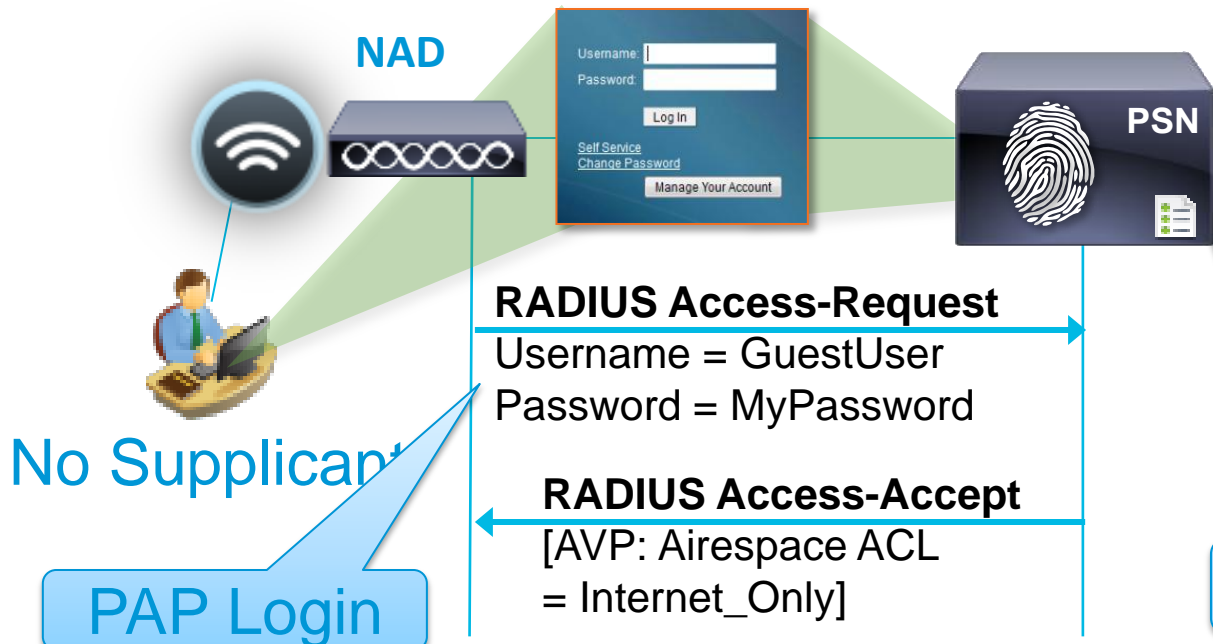 NAD
Username:
Password:
Log In
Self Service
Change Password
Manage Your Account
PSN
RADIUS Access-Request
Username = GuestUser
Password = MyPassword
No Supplicant
RADIUS Access-Accept
[AVP: Airespace ACL
= Internet_Only]
PAP Login